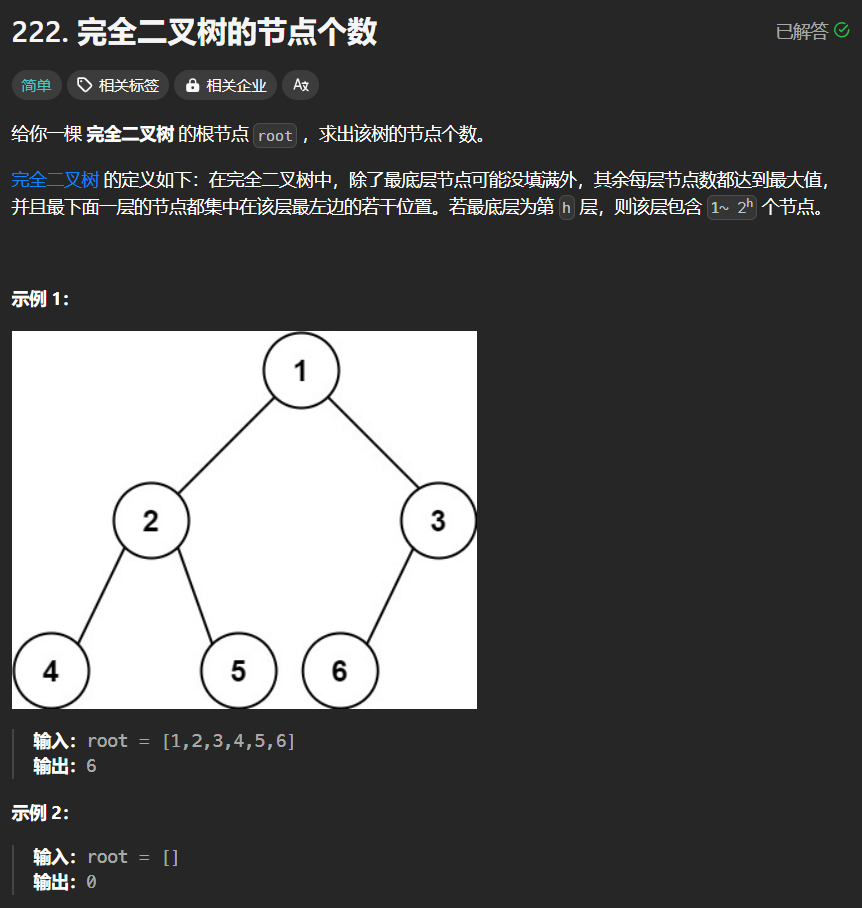 222. 完全二叉树的节点个数
已解答
简单 相关标签 相关企业 Ax
给你一棵 完全二叉树 的根节点 root ，求出该树的节点个数。
完全二叉树 的定义如下：在完全二叉树中，除了最底层节点可能没填满外，其余每层节点数都达到最大值，
并且最下面一层的节点都集中在该层最左边的若干位置。若最底层为第 h 层，则该层包含 1~ 2ʰ 个节点。
示例 1：
1
2 3
4 5 6
输入：root = [1,2,3,4,5,6]
输出：6
示例 2：
输入：root = []
输出：0